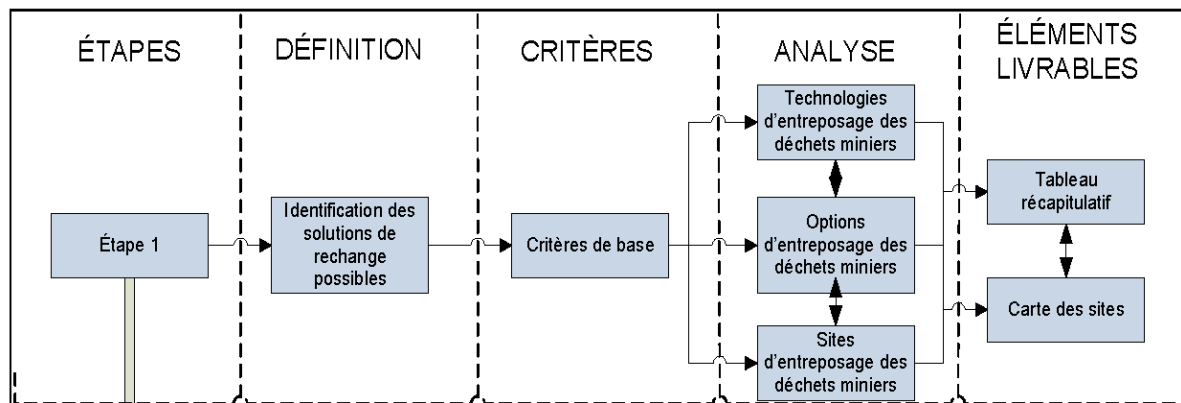 ÉTAPES
DÉFINITION
CRITÈRES
ANALYSE
ÉLÉMENTS
LIVRABLES
Étape 1
Identification des
solutions de
rechange
possibles
Critères de base
Technologies
d'entreposage des
déchets miniers
Options
d'entreposage des
déchets miniers
Sites
d'entreposage des
déchets miniers
Tableau
récapitulatif
Carte des sites